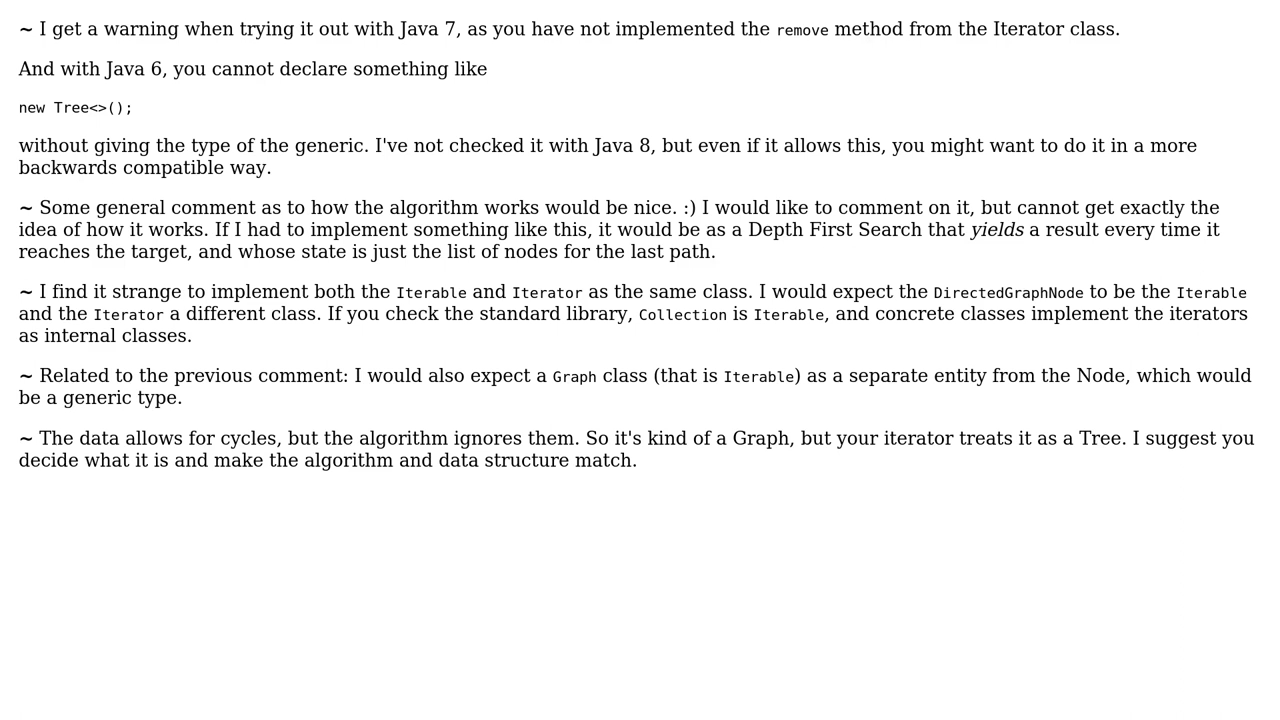 ~ I get a warning when trying it out with Java 7, as you have not implemented the remove method from the Iterator class.
And with Java 6, you cannot declare something like
new Tree<>();
without giving the type of the generic. I've not checked it with Java 8, but even if it allows this, you might want to do it in a more
backwards compatible way.
~ Some general comment as to how the algorithm works would be nice. :) I would like to comment on it, but cannot get exactly the
idea of how it works. If I had to implement something like this, it would be as a Depth First Search that yields a result every time it
reaches the target, and whose state is just the list of nodes for the last path.
~ I find it strange to implement both the Iterable and Iterator as the same class. I would expect the DirectedGraphNode to be the Iterable
and the Iterator a different class. If you check the standard library, Collection is Iterable, and concrete classes implement the iterators
as internal classes.
~ Related to the previous comment: I would also expect a Graph class (that is Iterable) as a separate entity from the Node, which would
be a generic type.
~ The data allows for cycles, but the algorithm ignores them. So it's kind of a Graph, but your iterator treats it as a Tree. I suggest you
decide what it is and make the algorithm and data structure match.